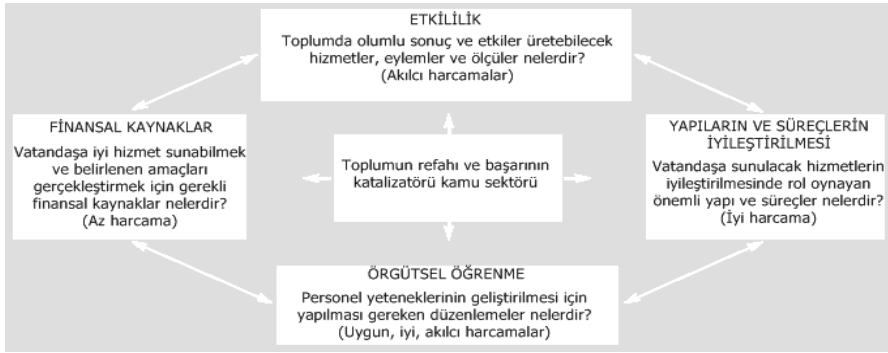 ETKİLİLİK
Toplumda olumlu sonuç ve etkiler üretebilecek
hizmetler, eylemler ve ölçüler nelerdir?
(Akılcı harcamalar)
FİNANSAL KAYNAKLAR
Vatandaşa iyi hizmet sunabilmek
ve belirlenen amaçları
gerçekleştirmek için gerekli
finansal kaynaklar nelerdir?
(Az harcama)
Toplumun refahı ve başarının
katalizatörü kamu sektörü
YAPILARIN VE SÜREÇLERİN
İYİLEŞTİRİLMESİ
Vatandaşa sunulacak hizmetlerin
iyileştirilmesinde rol oynayan
önemli yapı ve süreçler nelerdir?
(İyi harcama)
ÖRGÜTSEL ÖĞRENME
Personel yeteneklerinin geliştirilmesi için
yapılması gereken düzenlemeler nelerdir?
(Uygun, iyi, akılcı harcamalar)